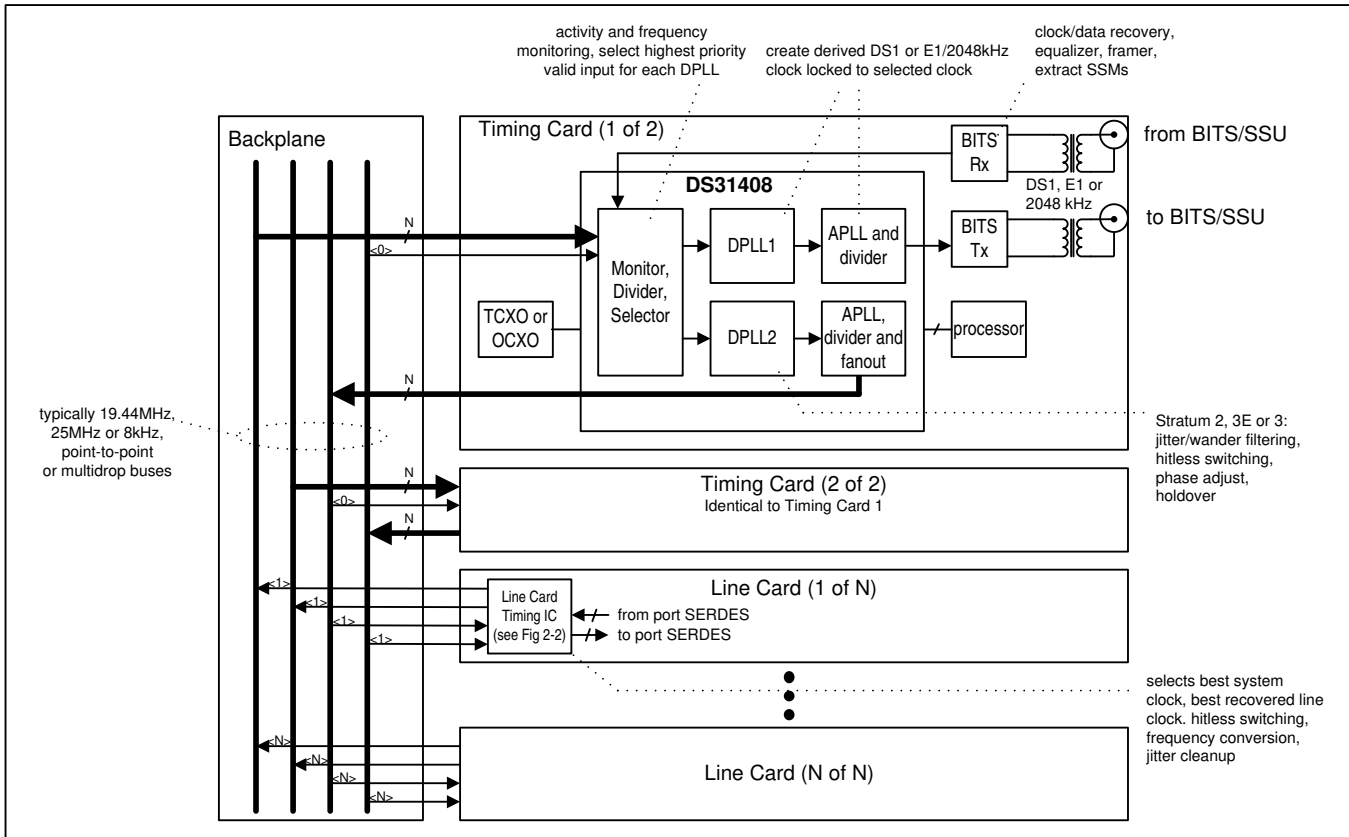 activity and frequency
monitoring, select highest priority
valid input for each DPLL
create derived DS1 or E1/2048kHz
clock locked to selected clock
clock/data recovery,
equalizer, framer,
extract SSMs
Backplane
Timing Card (1 of 2)
BITS
Rx
from BITS/SSU
DS31408
DS1, E1 or
2048 kHz
to BITS/SSU
N
<0>
Monitor,
Divider,
Selector
DPLL1
APLL and
divider
BITS
Tx
TCXO or
OCXO
DPLL2
APLL,
divider and
fanout
processor
N
typically 19.44MHz,
25MHz or 8kHz,
point-to-point
or multidrop buses
Stratum 2, 3E or 3:
jitter/wander filtering,
hitless switching,
phase adjust,
holdover
N
<0>
N
Timing Card (2 of 2)
Identical to Timing Card 1
<1>
<1>
<1>
<1>
Line Card
Timing IC
(see Fig 2-2)
Line Card (1 of N)
from port SERDES
to port SERDES
selects best system
clock, best recovered line
clock. hitless switching,
frequency conversion,
jitter cleanup
<N>
<N>
<N>
<N>
Line Card (N of N)